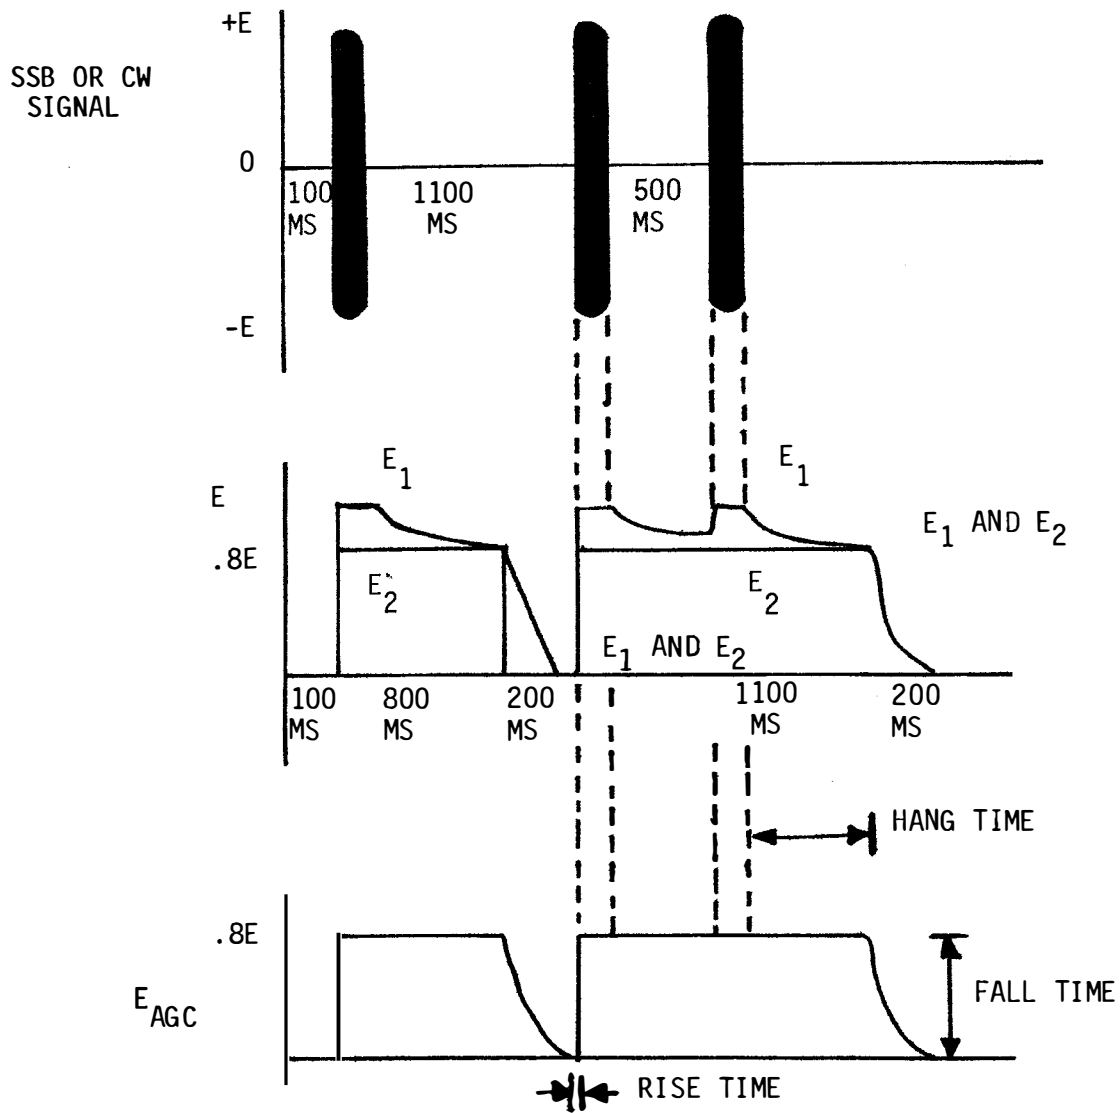 +E
SSB OR CW
SIGNAL
0
100
MS
1100
MS
500
MS
-E
E1
E1
E
E1 AND E2
.8E
E2
E2
E1 AND E2
100
MS
800
MS
200
MS
1100
MS
200
MS
HANG TIME
.8E
EAGC
FALL TIME
RISE TIME